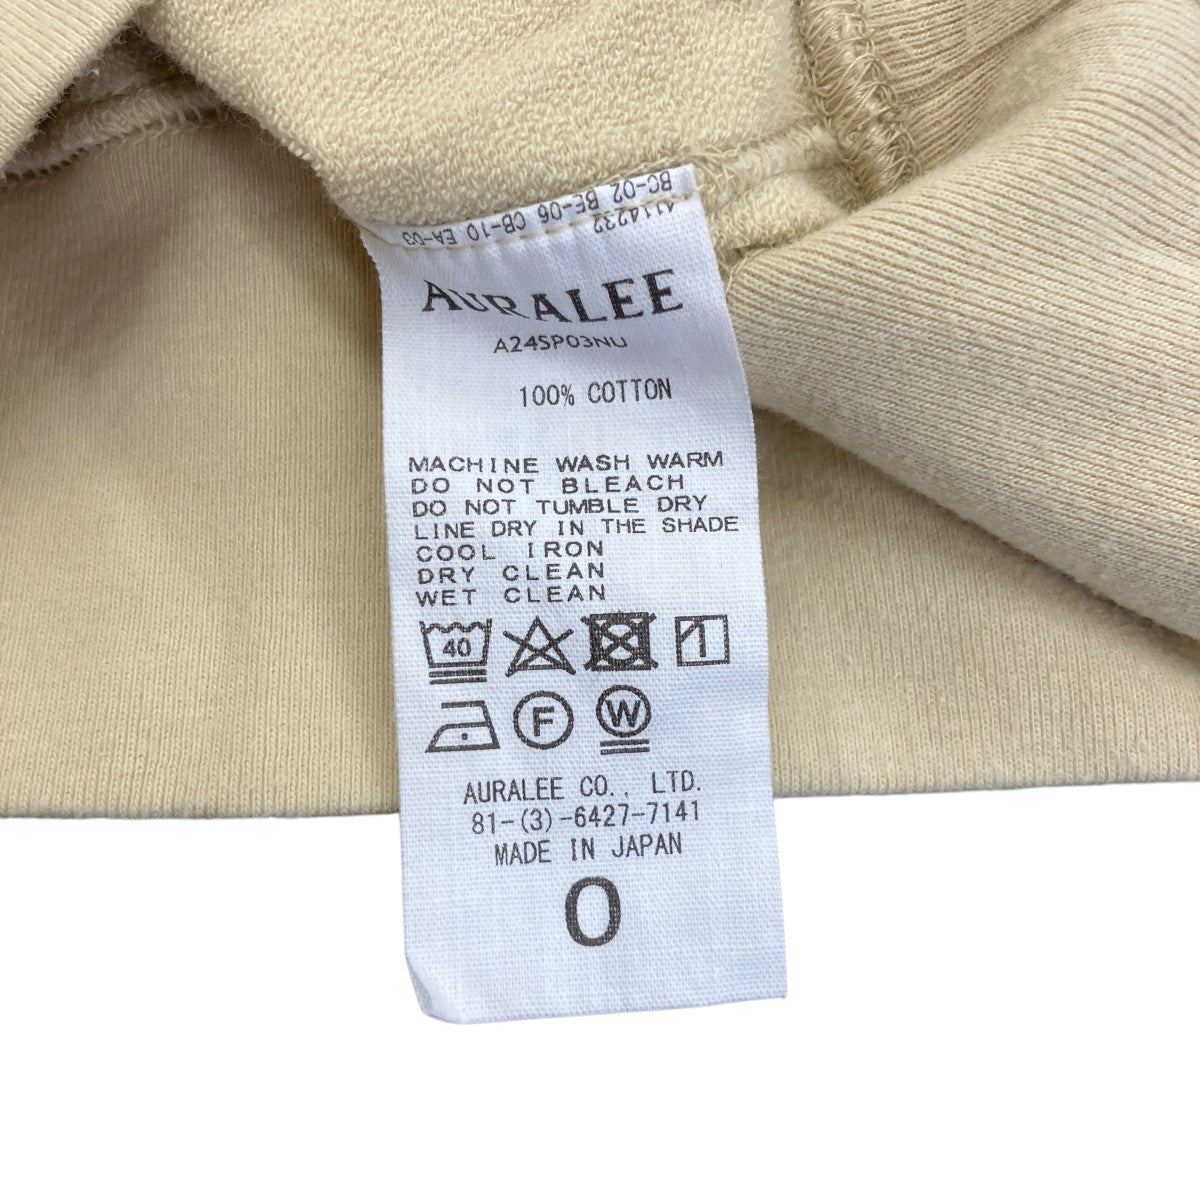 BC-02 BE-06 CB-10 EA-03
4114232
AURALEE
A24SP03NU
100% COTTON
MACHINE WASH WARM
DO NOT BLEACH
DO NOT TUMBLE DRY
LINE DRY IN THE SHADE
COOL IRON
DRY CLEAN
WET CLEAN
40
F W
AURALEE CO., LTD.
81-(3)-6427-7141
MADE IN JAPAN
0